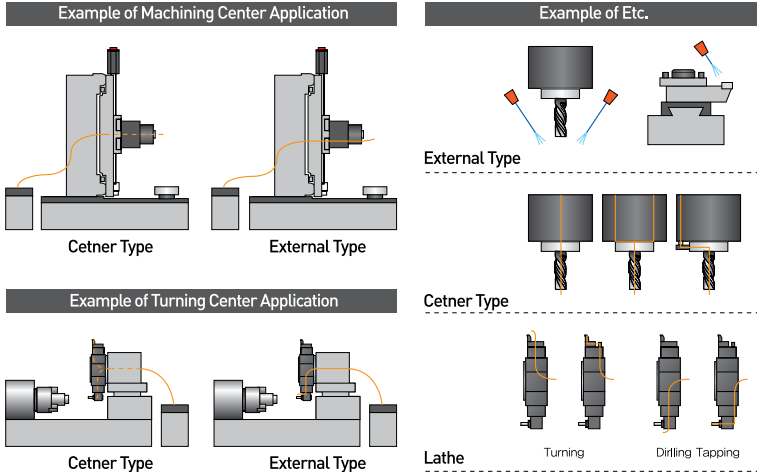 Example of Machining Center Application
Cetner Type
External Type
Example of Turning Center Application
Cetner Type
External Type
Example of Etc.
External Type
Cetner Type
Lathe
Turning
Dirlling Tapping